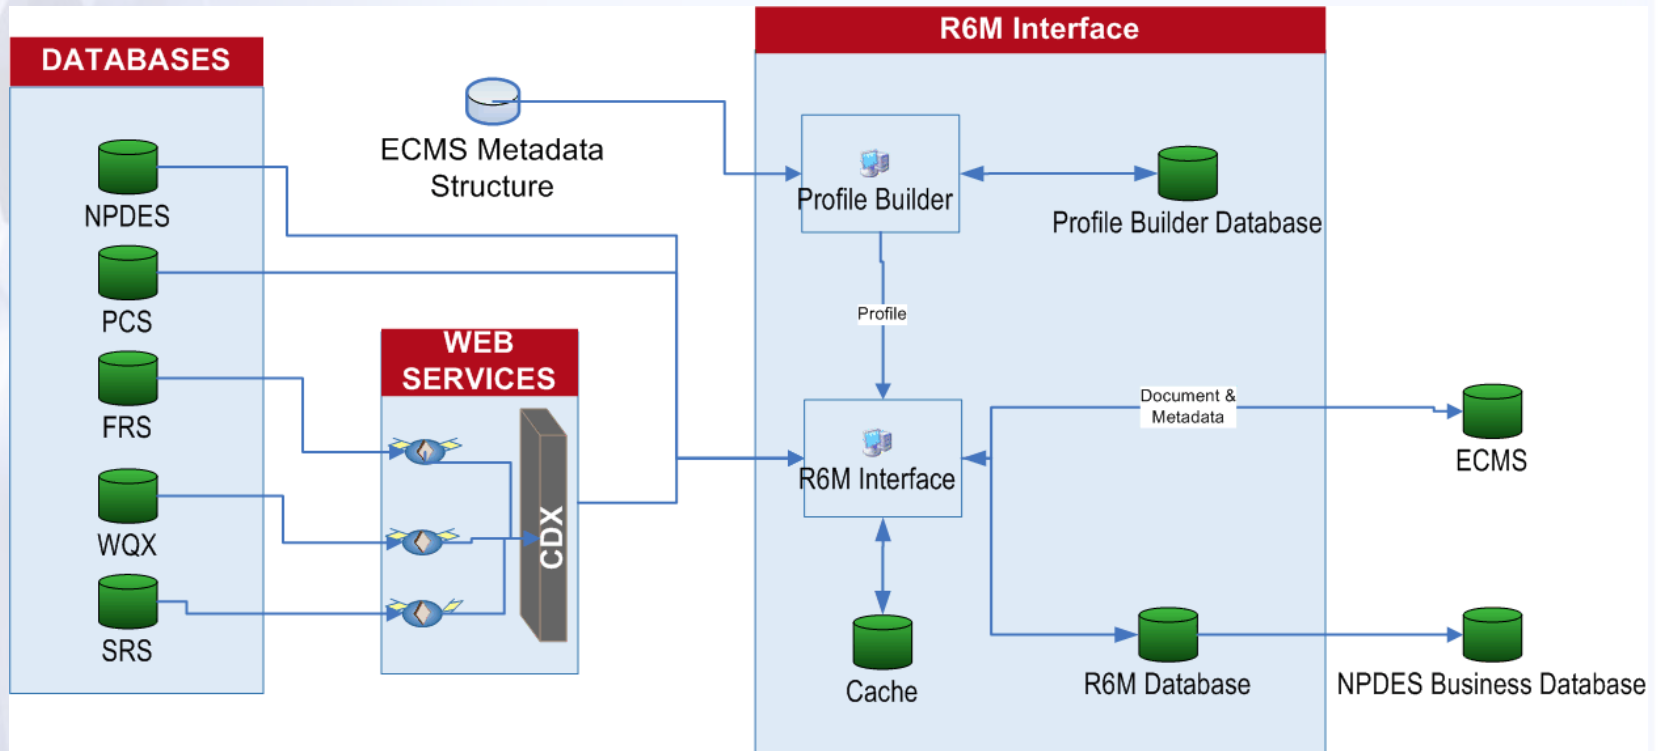 DATABASES
NPDES
PCS
FRS
WQX
SRS
ECMS Metadata
Structure
WEB
SERVICES
CDX
R6M Interface
Profile Builder
Profile Builder Database
Profile
R6M Interface
Document &
Metadata
ECMS
Cache
R6M Database
NPDES Business Database